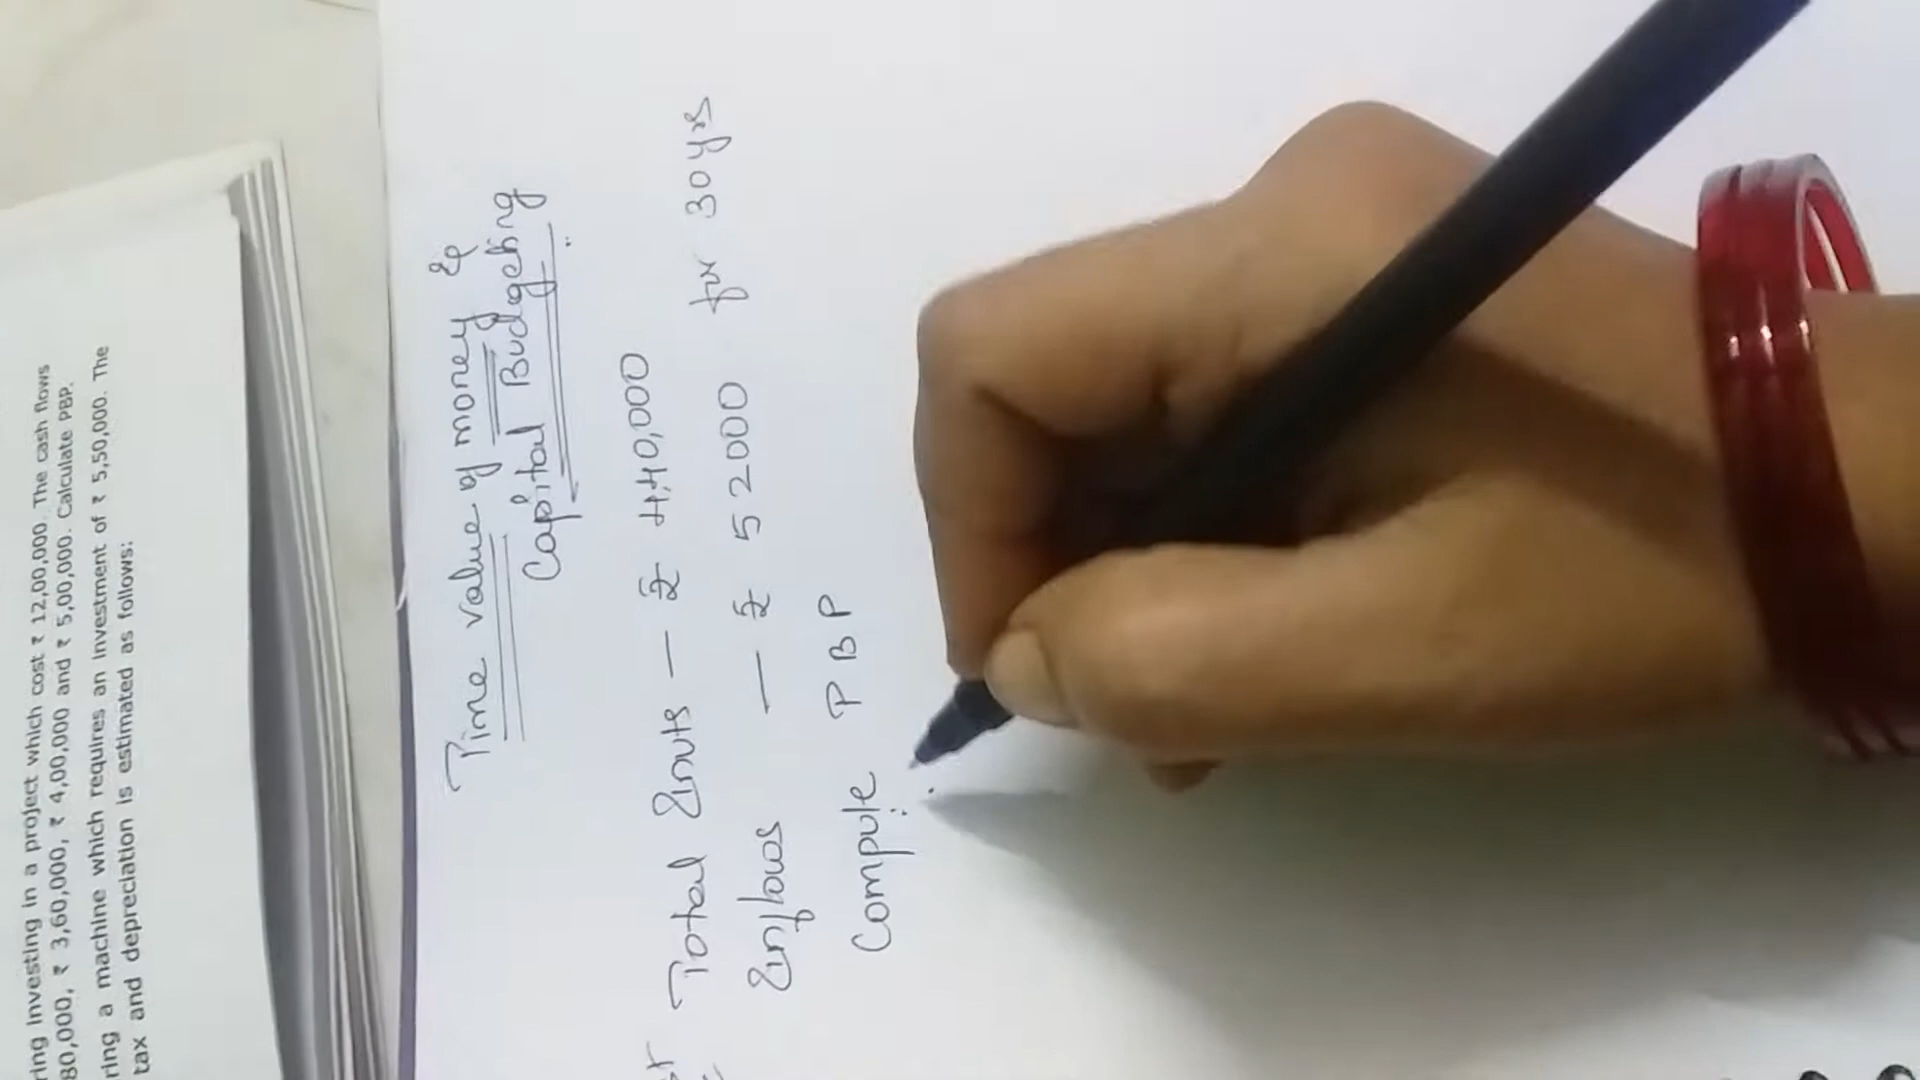 ring investing in a project which cost ₹ 12,00,000. The cash flows
80,000, ₹ 3,60,000, ₹ 4,00,000 and ₹ 5,00,000. Calculate PBP.
ring a machine which requires an investment of ₹ 5,50,000. The
tax and depreciation is estimated as follows:
Time value of money &
Capital Budgeting
Total Invts - ₹ 4,40,000
Inflows - ₹ 52000 for 30 yrs
Compute PBP